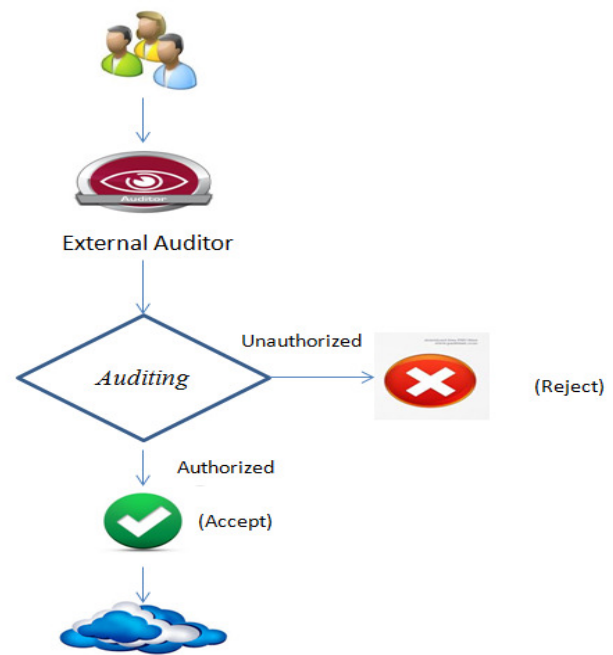 Auditor
External Auditor
Unauthorized
Auditing
(Reject)
Authorized
(Accept)